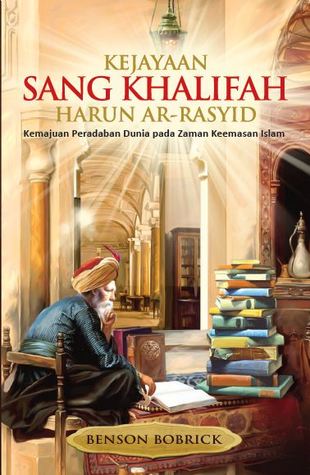 KEJAYAAN
SANG KHALIFAH
HARUN AR-RASYID
Kemajuan Peradaban Dunia pada Zaman Keemasan Islam
BENSON BOBRICK